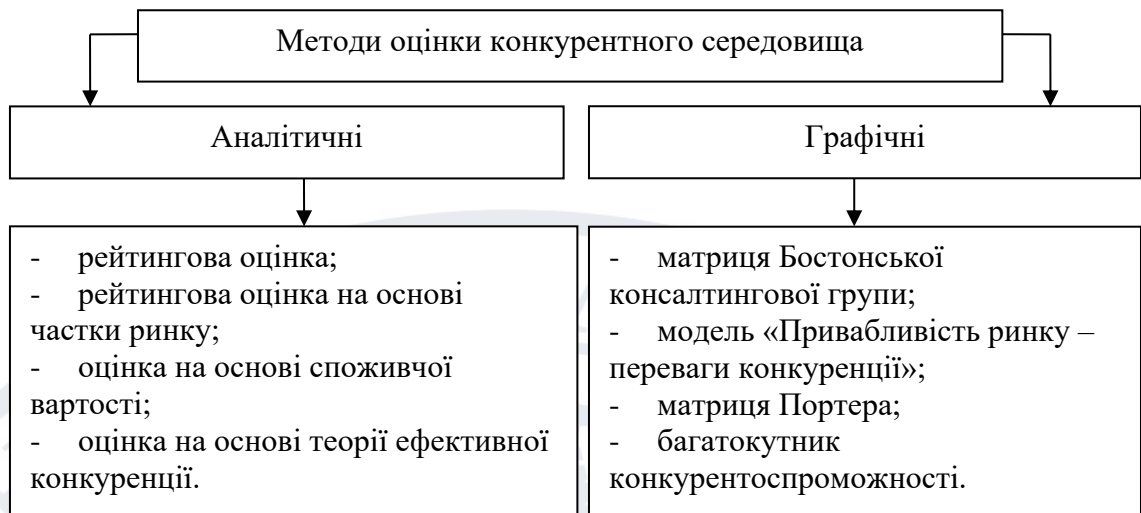 Методи оцінки конкурентного середовища
Аналітичні
Графічні
- рейтингова оцінка;
- рейтингова оцінка на основі
частки ринку;
- оцінка на основі споживчої
вартості;
- оцінка на основі теорії ефективної
конкуренції.
- матриця Бостонської
консалтингової групи;
- модель «Привабливість ринку –
переваги конкуренції»;
- матриця Портера;
- багатокутник
конкурентоспроможності.